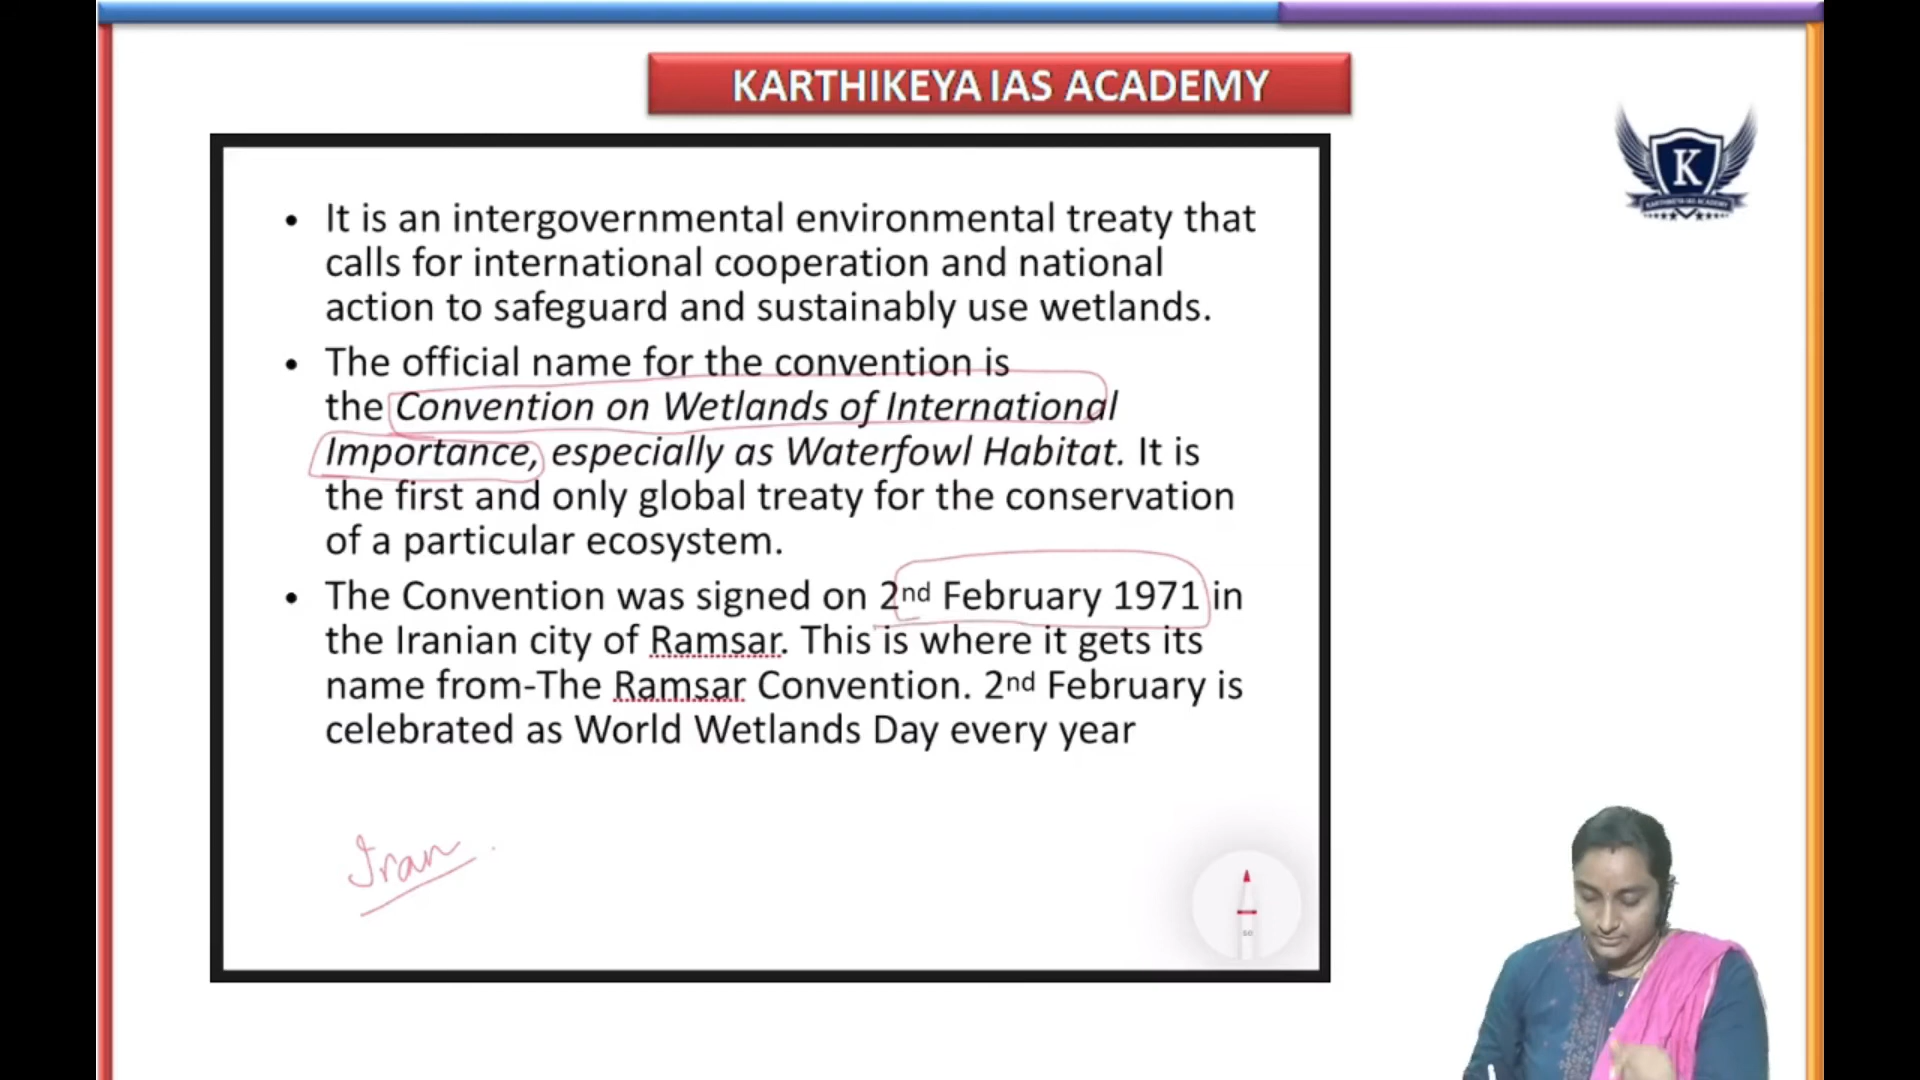 KARTHIKEYA IAS ACADEMY
K
KARTHIKEYA IAS ACADEMY
• It is an intergovernmental environmental treaty that
calls for international cooperation and national
action to safeguard and sustainably use wetlands.
• The official name for the convention is
the Convention on Wetlands of International
Importance, especially as Waterfowl Habitat. It is
the first and only global treaty for the conservation
of a particular ecosystem.
• The Convention was signed on 2nd February 1971 in
the Iranian city of Ramsar. This is where it gets its
name from-The Ramsar Convention. 2nd February is
celebrated as World Wetlands Day every year
Iran
50